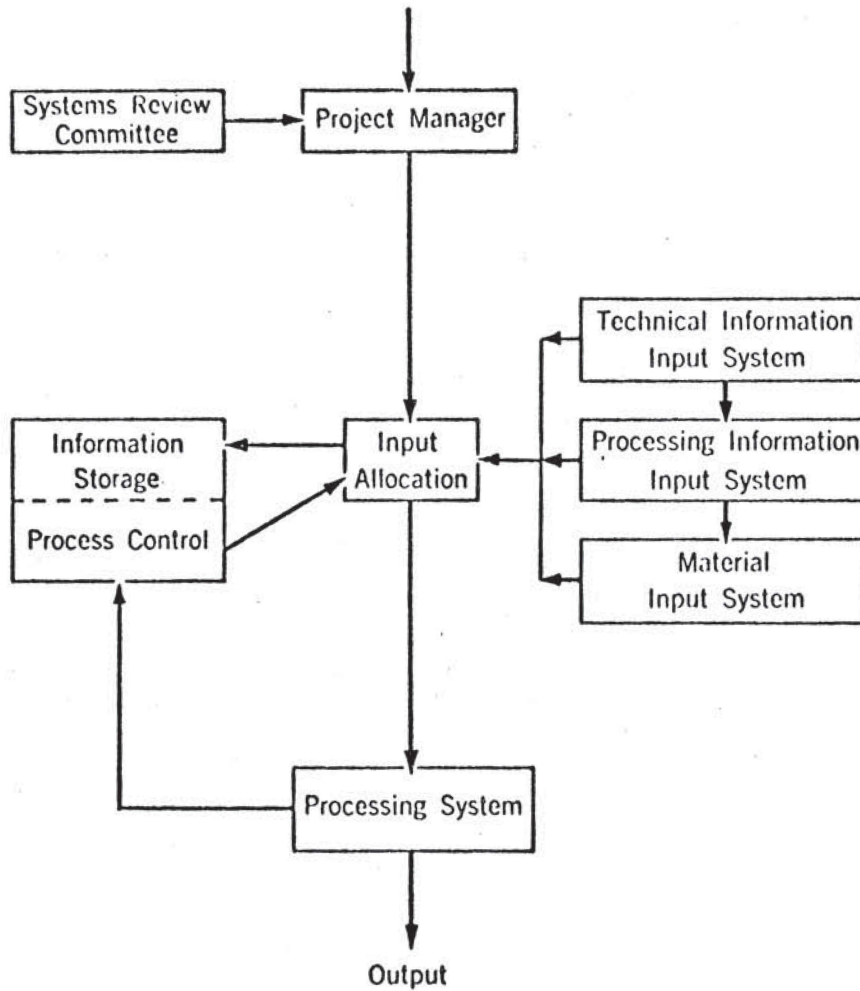 Systems Review
Committee
Project Manager
Technical Information
Input System
Information
Storage
Input
Allocation
Processing Information
Input System
Process Control
Material
Input System
Processing System
Output